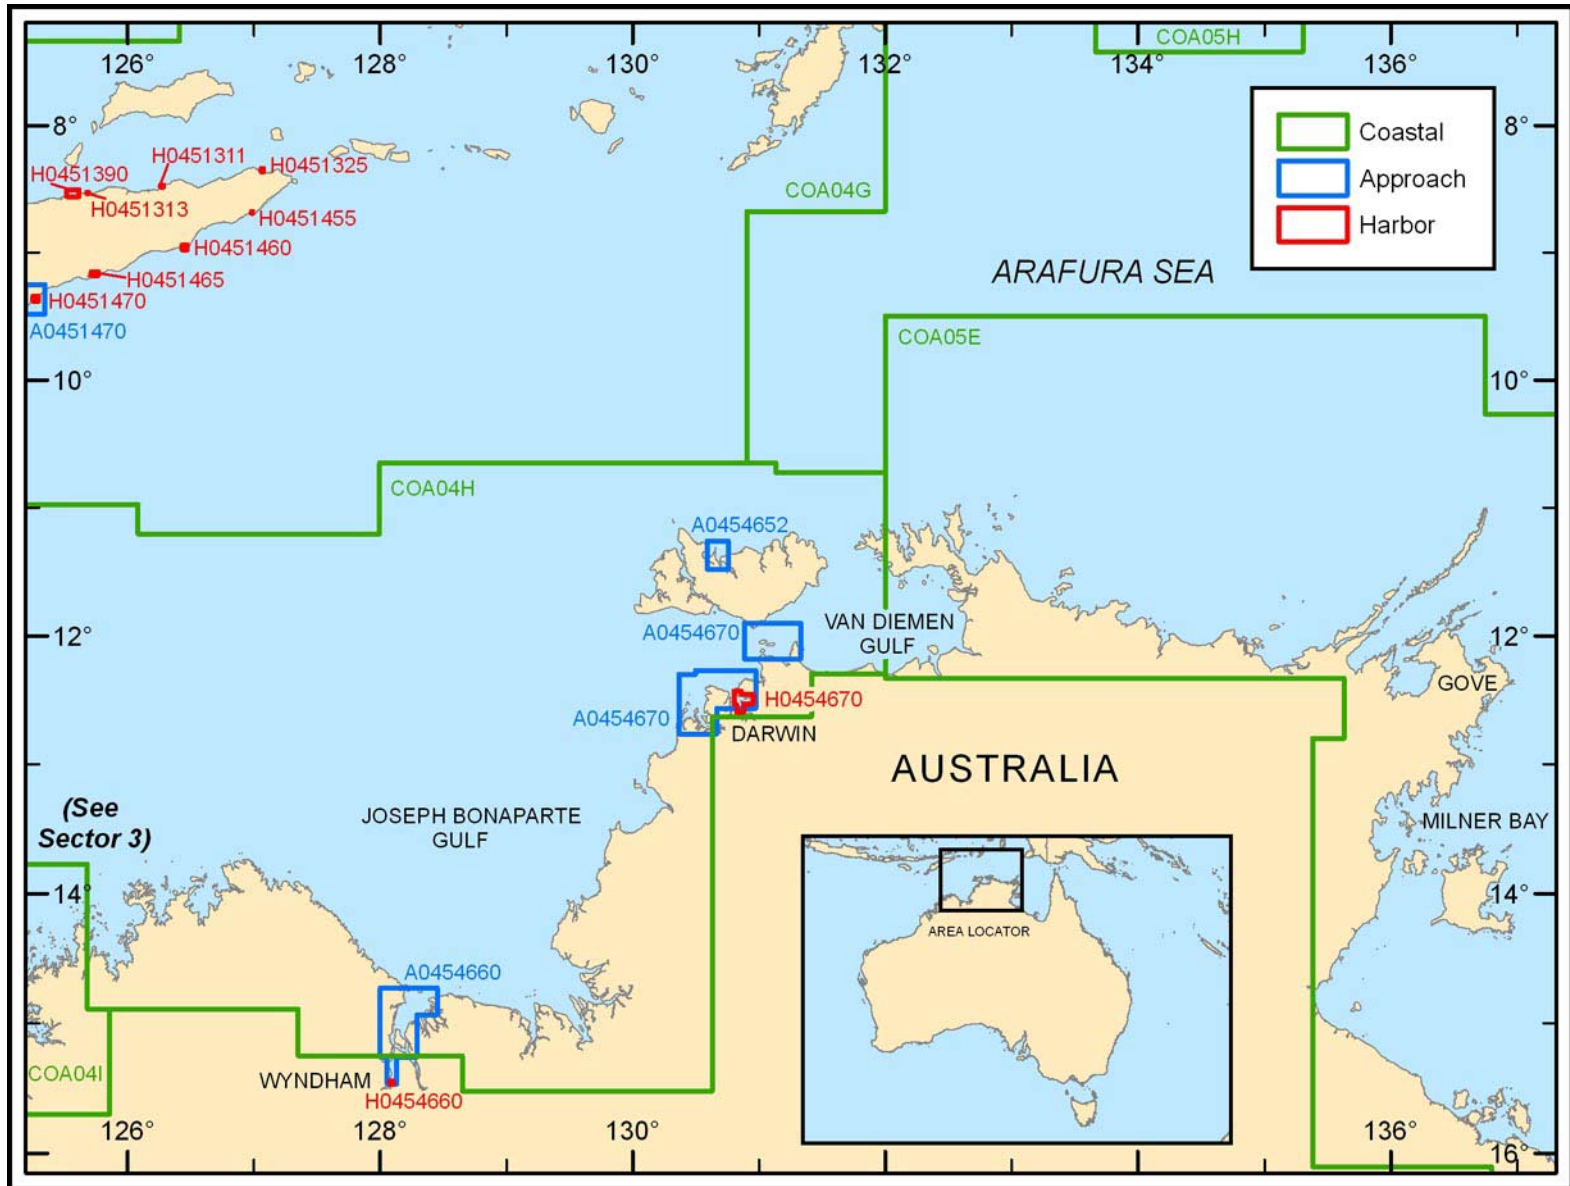 COA05H
126°
128°
130°
132°
134°
136°
8°
8°
Coastal
Approach
Harbor
H0451311
H0451325
H0451390
H0451313
H0451455
H0451460
H0451465
H0451470
A0451470
COA04G
ARAFURA SEA
COA05E
10°
10°
COA04H
A0454652
VAN DIEMEN
GULF
A0454670
12°
12°
GOVE
H0454670
A0454670
DARWIN
AUSTRALIA
(See
Sector 3)
JOSEPH BONAPARTE
GULF
MILNER BAY
14°
14°
AREA LOCATOR
A0454660
COA04I
WYNDHAM
H0454660
126°
128°
130°
136°
16°